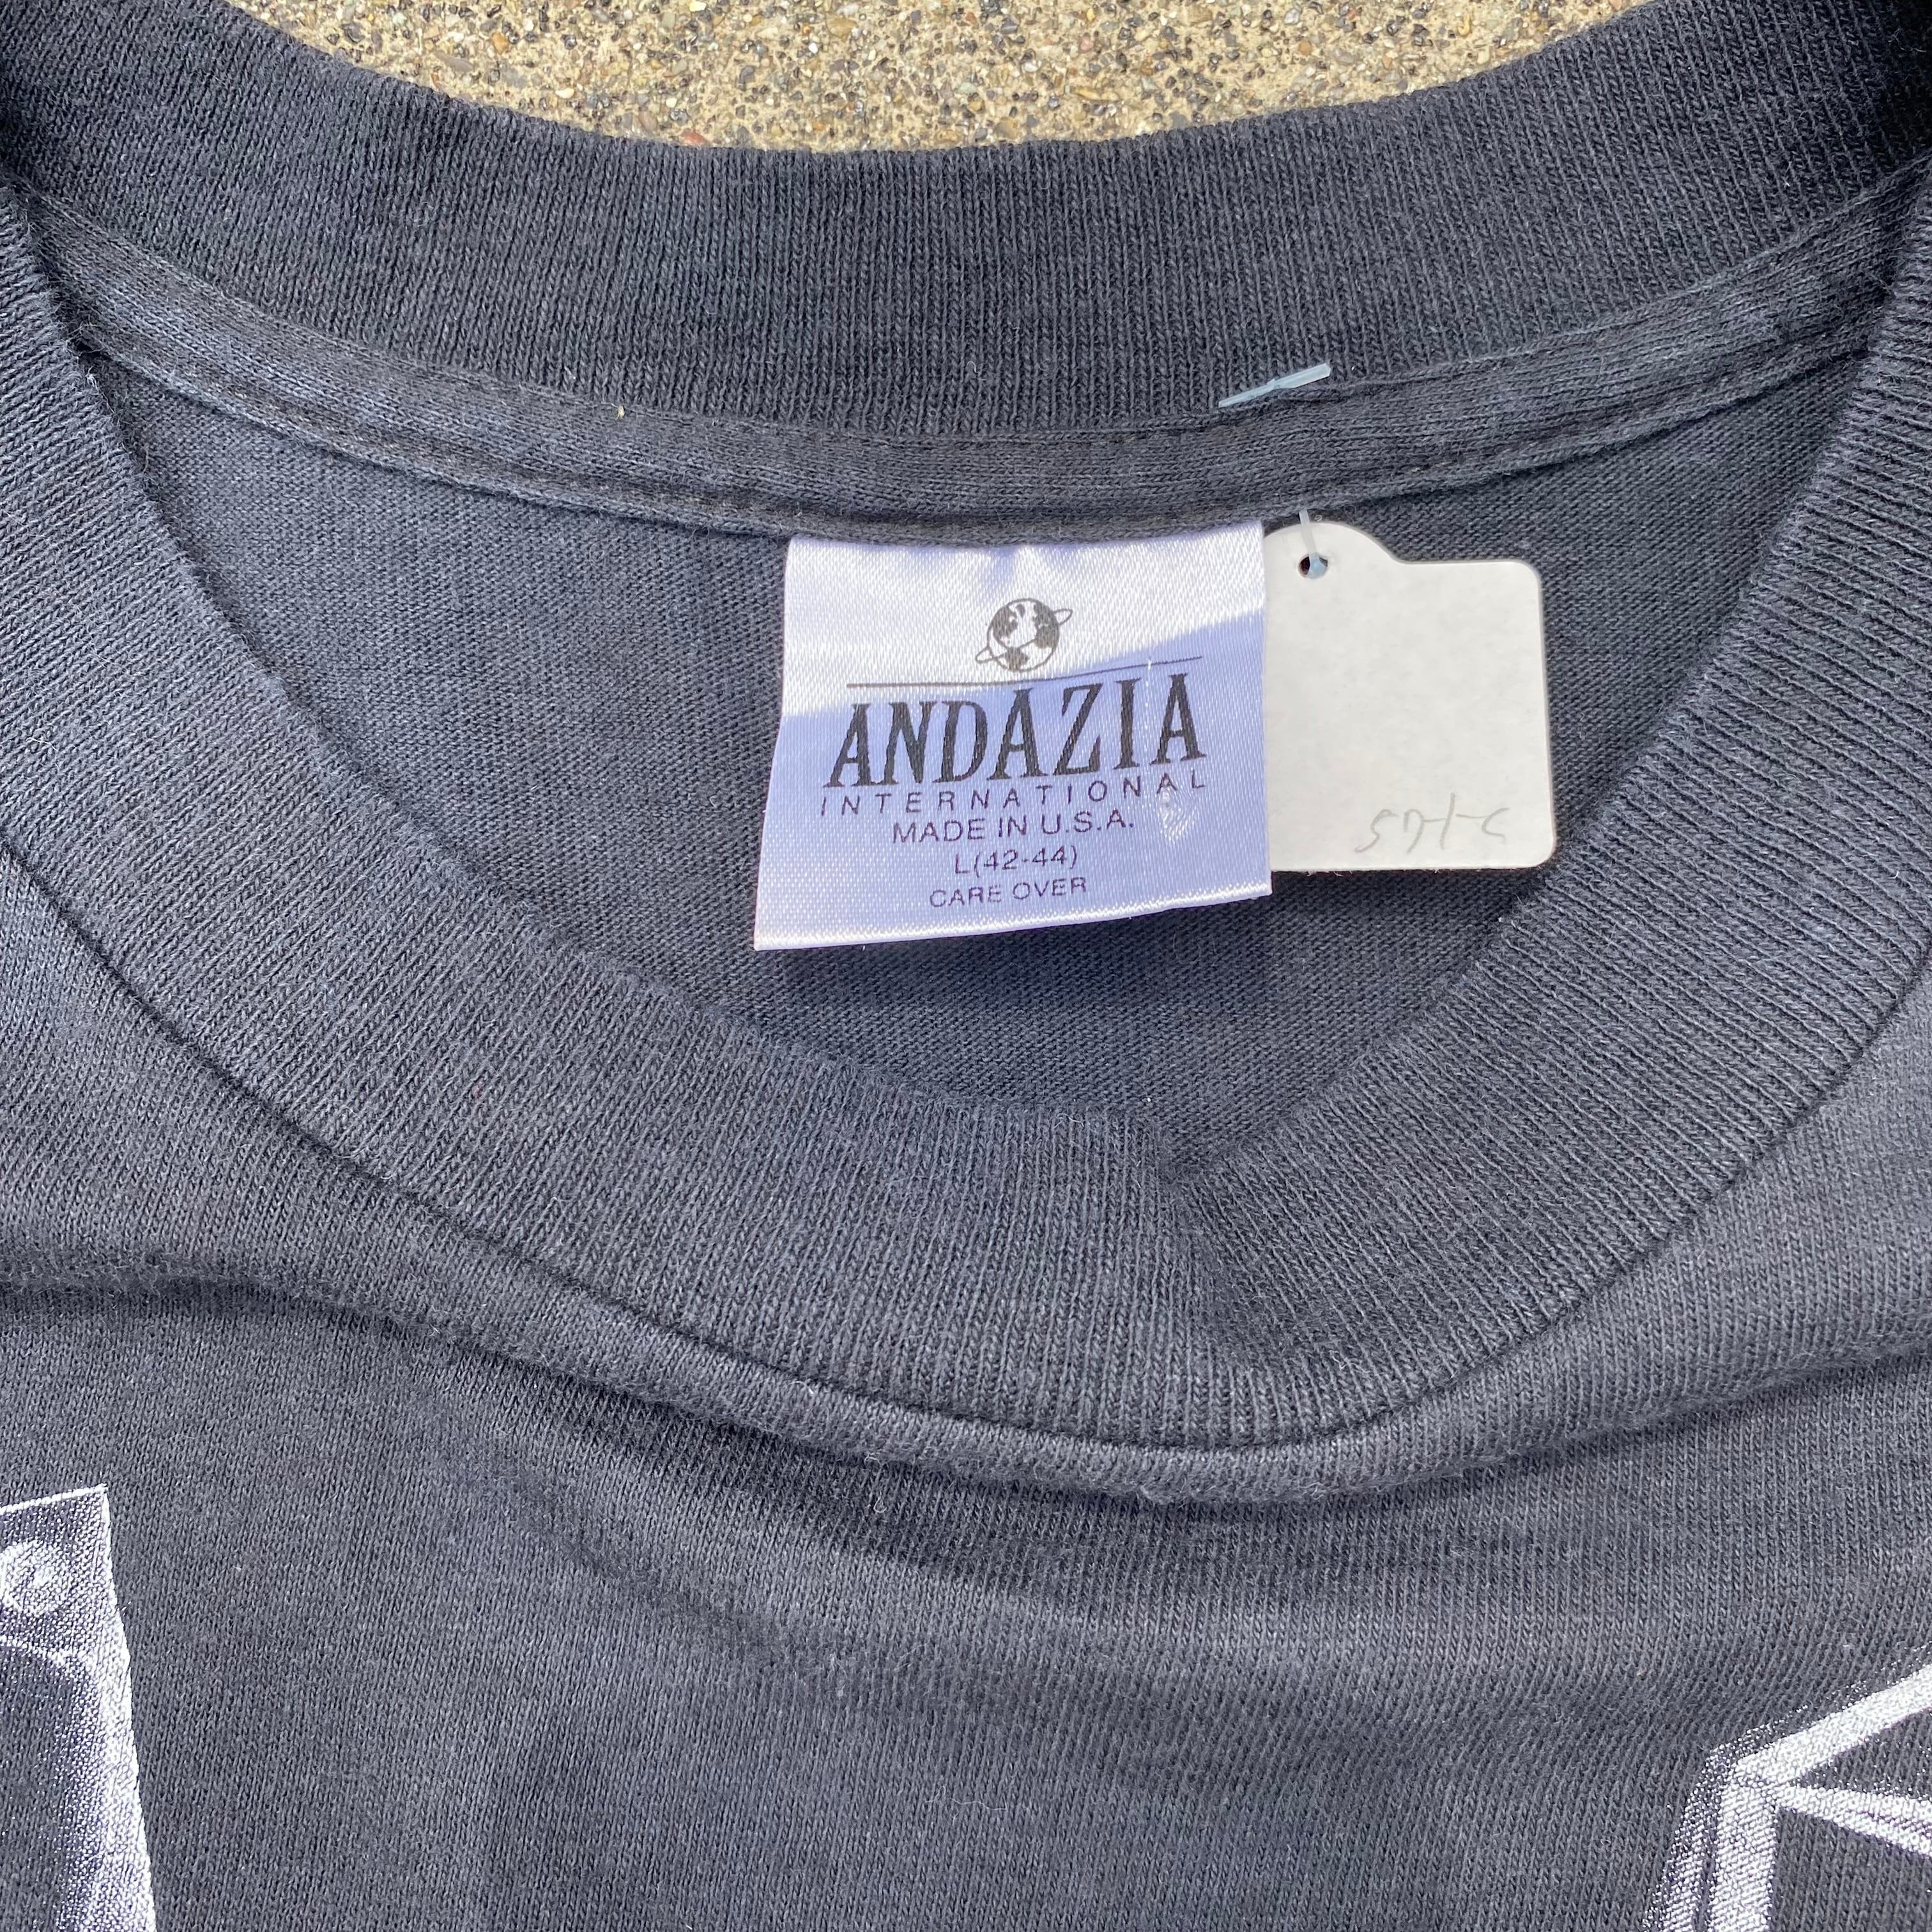 ANDAZIA
INTERNATIONAL
MADE IN U.S.A.
L(42-44)
CARE OVER